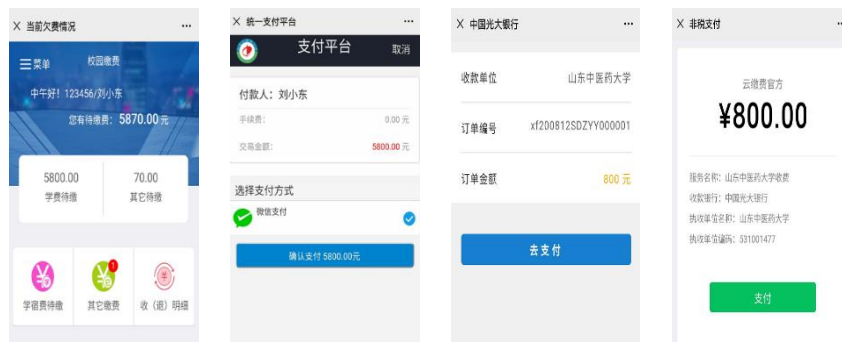 × 当前欠费情况 ···
菜单 校园缴费
中午好！123456/刘小东
您有待缴费：5870.00元
5800.00 70.00
学费待缴 其它待缴
1
学宿费待缴 其它缴费 收（退）明细
× 统一支付平台 ···
支付平台 取消
付款人：刘小东
手续费： 0.00 元
交易金额： 5800.00 元
选择支付方式
微信支付
确认支付 5800.00元
× 中国光大银行 ···
收款单位 山东中医药大学
订单编号 xf200812SDZYY000001
订单金额 800 元
去支付
× 非税支付 ···
云缴费官方
¥800.00
服务名称：山东中医药大学收费
收款银行：中国光大银行
执收单位名称：山东中医药大学
执收单位编码：531001477
支付